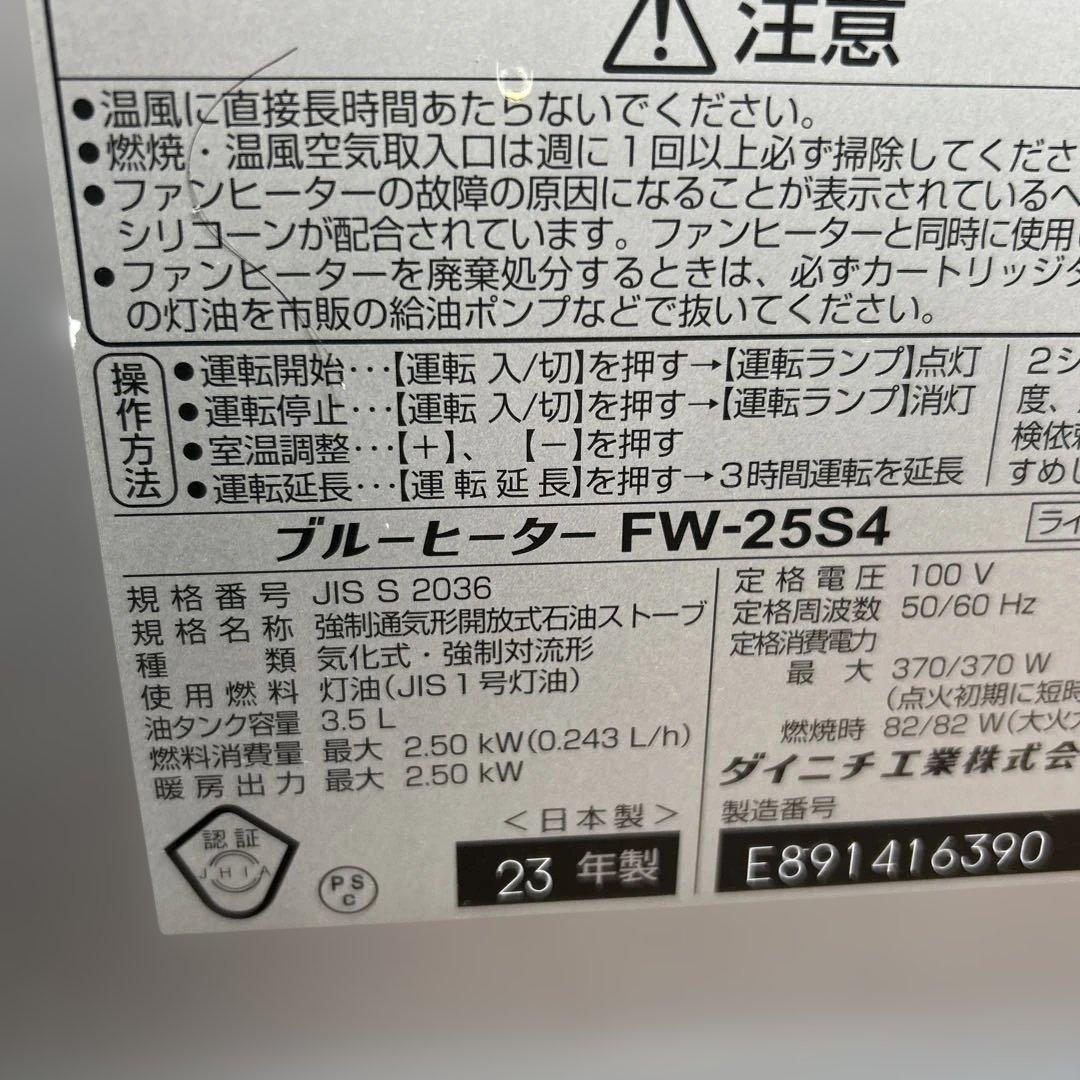 注意
●温風に直接長時間あたらないでください。
●燃焼・温風空気取入口は週に1回以上必ず掃除してくださ
●ファンヒーターの故障の原因になることが表示されているヘ
シリコーンが配合されています。ファンヒーターと同時に使用
●ファンヒーターを廃棄処分するときは、必ずカートリッジタ
の灯油を市販の給油ポンプなどで抜いてください。
操作方法
●運転開始･･･【運転 入/切】を押す→【運転ランプ】点灯
●運転停止･･･【運転 入/切】を押す→【運転ランプ】消灯
●室温調整･･･【＋】、【－】を押す
●運転延長･･･【運転延長】を押す→3時間運転を延長
2シ
度、
検依頼
すめし
ブルーヒーター FW-25S4
ライ
規格番号 JIS S 2036
規格名称 強制通気形開放式石油ストーブ
種類 気化式・強制対流形
使用燃料 灯油(JIS1号灯油)
油タンク容量 3.5 L
燃料消費量 最大 2.50 kW(0.243 L/h)
暖房出力 最大 2.50 kW
定格電圧 100 V
定格周波数 50/60 Hz
定格消費電力
最大 370/370 W
(点火初期に短時
燃焼時 82/82 W(大火
ダイニチ工業株式会
＜日本製＞
製造番号
認証
JHIA
PS
C
23 年製
E891416390